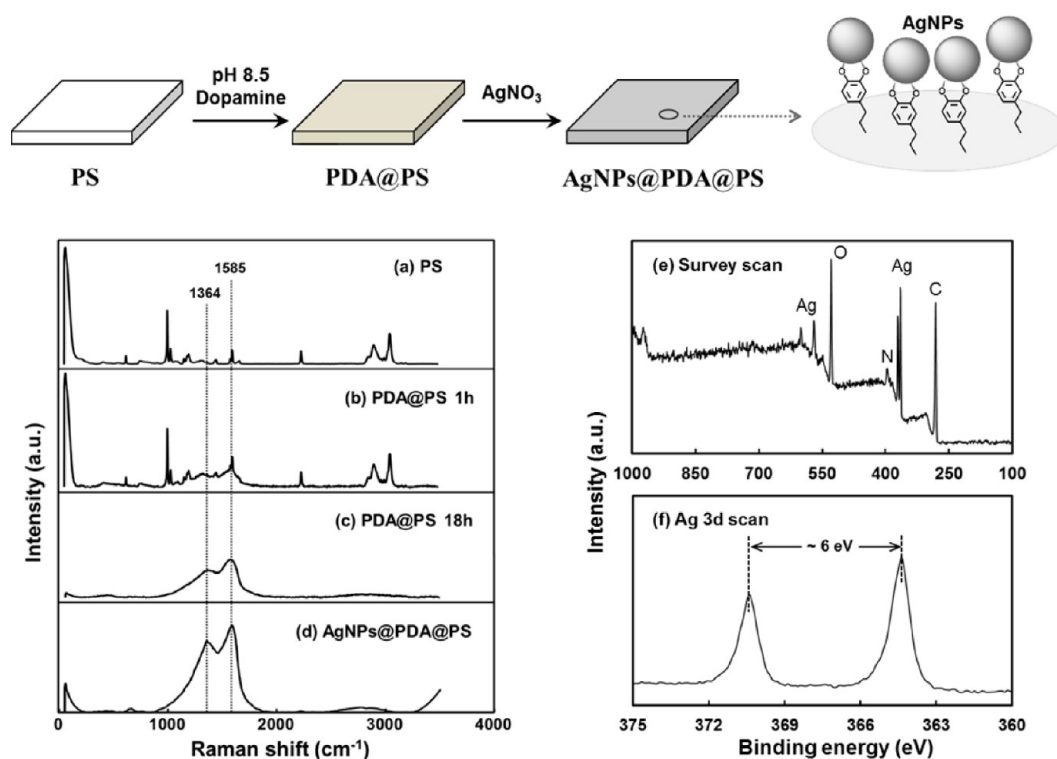 AgNPs
pH 8.5
Dopamine
AgNO3
PS
PDA@PS
AgNPs@PDA@PS
(a) PS
1585
1364
(b) PDA@PS 1h
(c) PDA@PS 18h
(d) AgNPs@PDA@PS
Intensity (a.u.)
0 1000 2000 3000 4000
Raman shift (cm-1)
(e) Survey scan
O
Ag
Ag
C
N
1000 850 700 550 400 250 100
Intensity (a.u.)
(f) Ag 3d scan
~ 6 eV
375 372 369 366 363 360
Binding energy (eV)